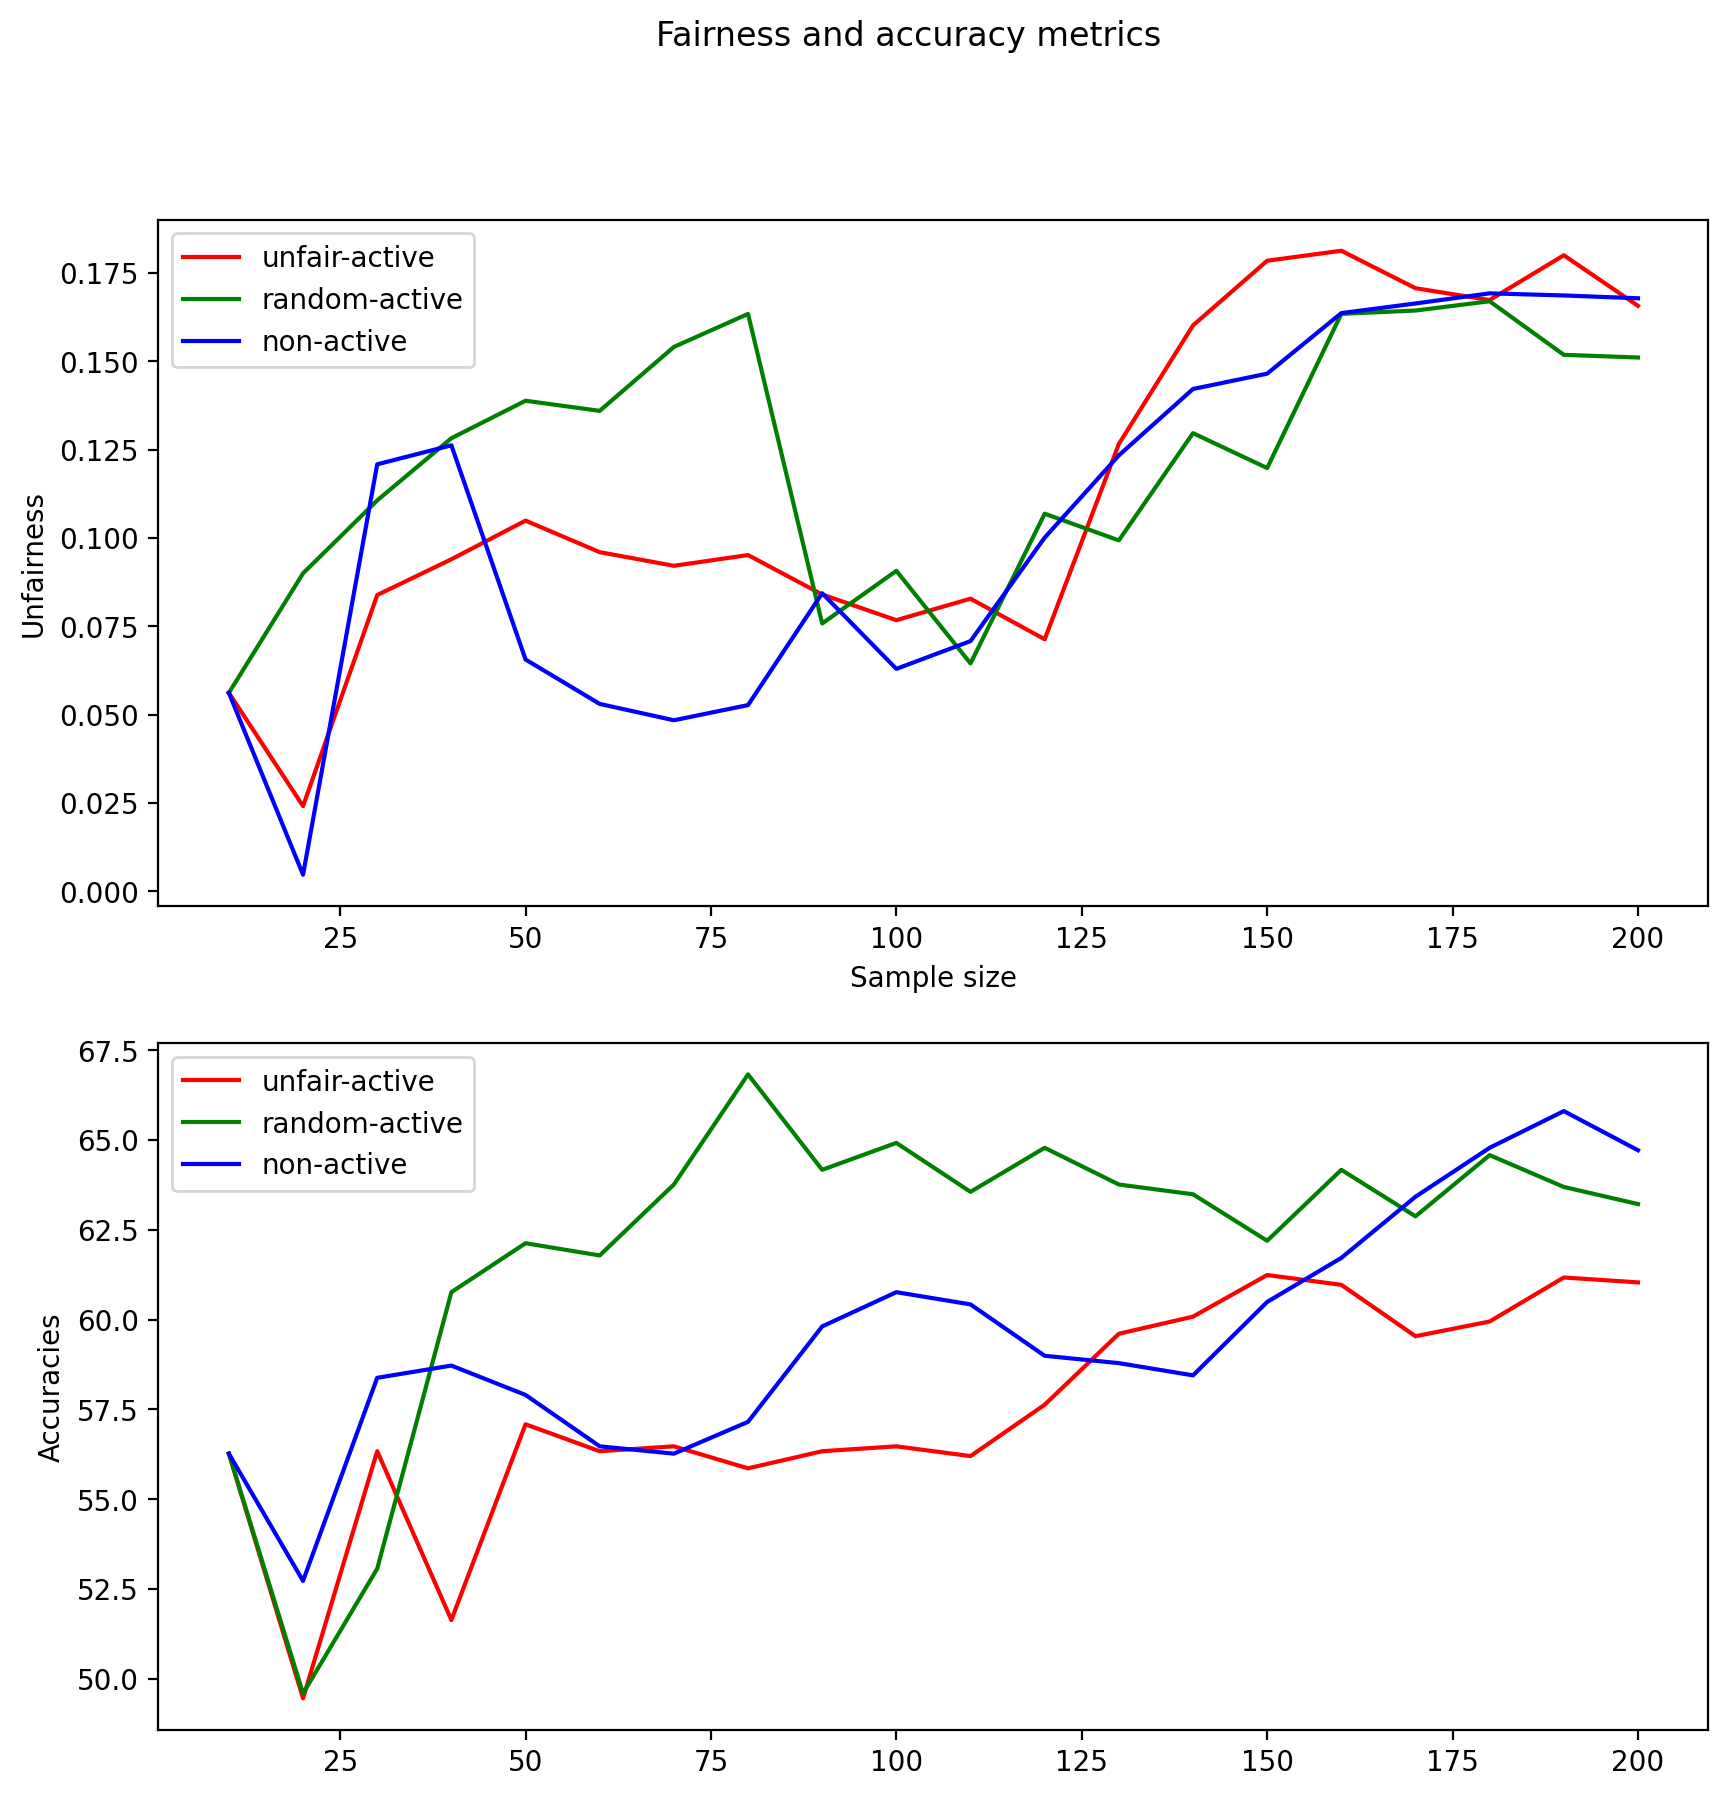 Fairness and accuracy metrics
unfair-active
random-active
non-active
0.175
0.150
0.125
0.100
0.075
0.050
0.025
0.000
Unfairness
25 50 75 100 125 150 175 200
Sample size
unfair-active
random-active
non-active
67.5
65.0
62.5
60.0
57.5
55.0
52.5
50.0
Accuracies
25 50 75 100 125 150 175 200